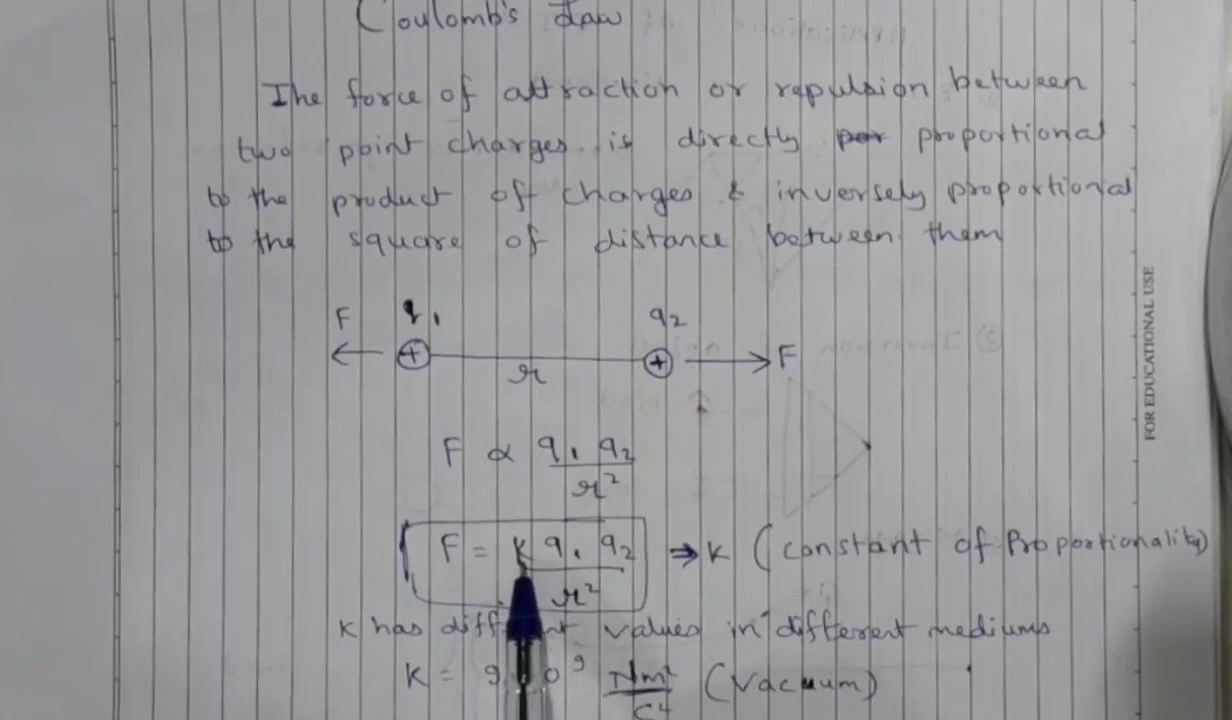 Coulomb's Law
The force of attraction or repulsion between
two point charges is directly proportional
to the product of charges & inversely proportional
to the square of distance between them
F q1 q2
+ + F
r
F ∝ q1 q2
r²
F = K q1 q2 → K (Constant of Proportionality)
r²
K has different values in different mediums
K = 9 0⁹ Nm² (Vacuum)
FOR EDUCATIONAL USE